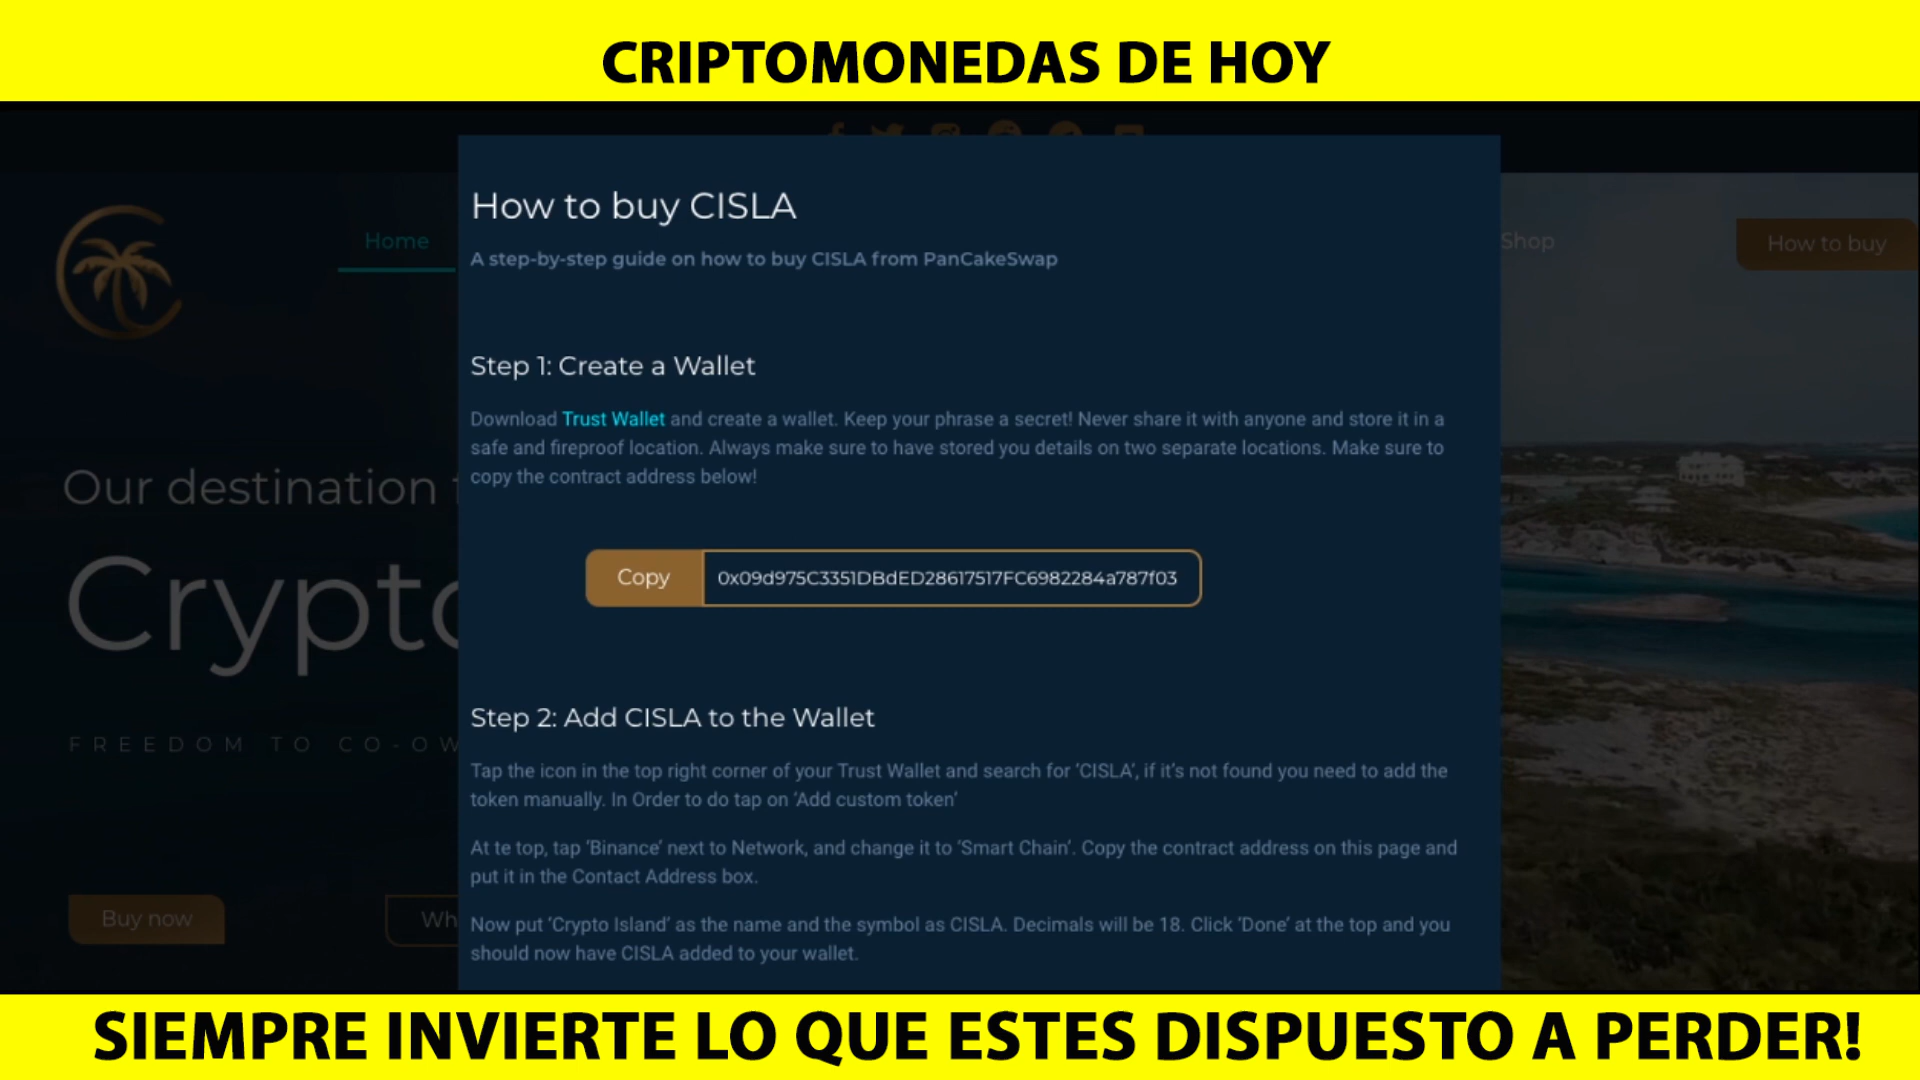 CRIPTOMONEDAS DE HOY
Home
Shop
How to buy
How to buy CISLA
A step-by-step guide on how to buy CISLA from PanCakeSwap
Step 1: Create a Wallet
Download Trust Wallet and create a wallet. Keep your phrase a secret! Never share it with anyone and store it in a
safe and fireproof location. Always make sure to have stored you details on two separate locations. Make sure to
copy the contract address below!
Our destination
Crypto
Copy 0x09d975C3351DBdED28617517FC6982284a787f03
Step 2: Add CISLA to the Wallet
FREEDOM TO CO-OW
Tap the icon in the top right corner of your Trust Wallet and search for ‘CISLA’, if it’s not found you need to add the
token manually. In Order to do tap on ‘Add custom token’
At te top, tap ‘Binance’ next to Network, and change it to ‘Smart Chain’. Copy the contract address on this page and
put it in the Contact Address box.
Buy now
Wh
Now put ‘Crypto Island’ as the name and the symbol as CISLA. Decimals will be 18. Click ‘Done’ at the top and you
should now have CISLA added to your wallet.
SIEMPRE INVIERTE LO QUE ESTES DISPUESTO A PERDER!